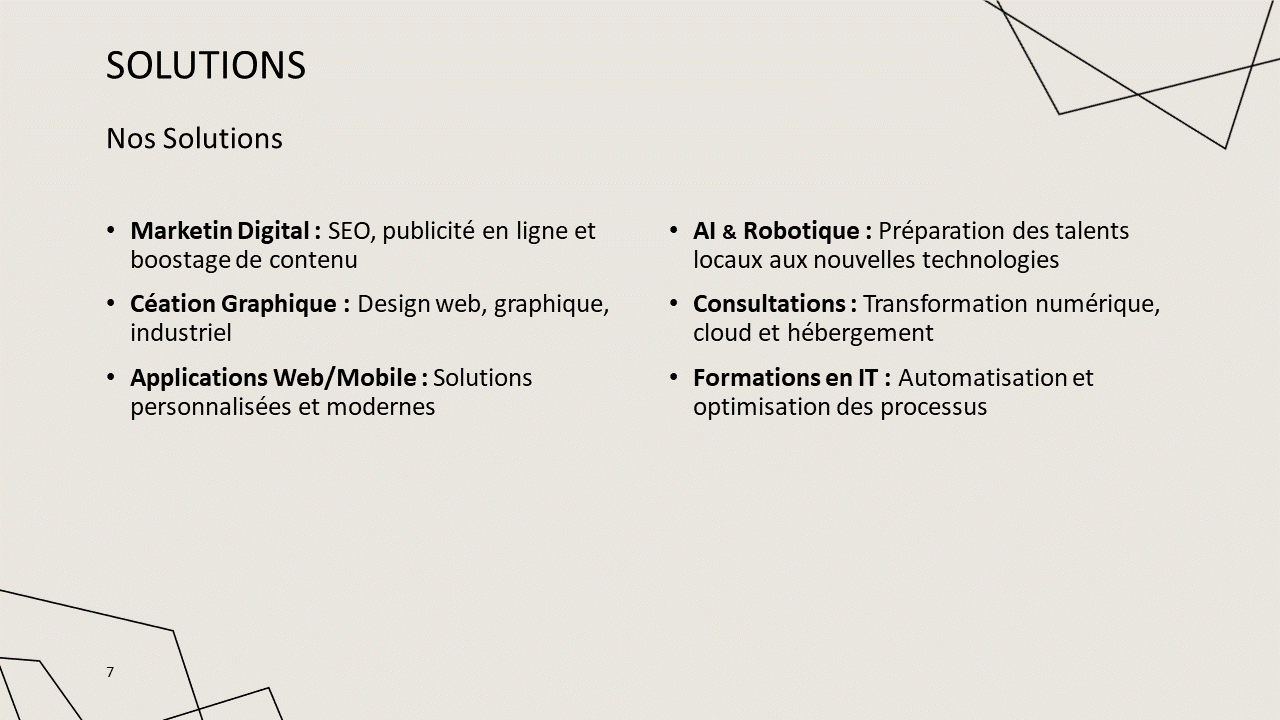 SOLUTIONS
Nos Solutions
• Marketin Digital : SEO, publicité en ligne et
boostage de contenu
• Céation Graphique : Design web, graphique,
industriel
• Applications Web/Mobile : Solutions
personnalisées et modernes
• AI & Robotique : Préparation des talents
locaux aux nouvelles technologies
• Consultations : Transformation numérique,
cloud et hébergement
• Formations en IT : Automatisation et
optimisation des processus
7